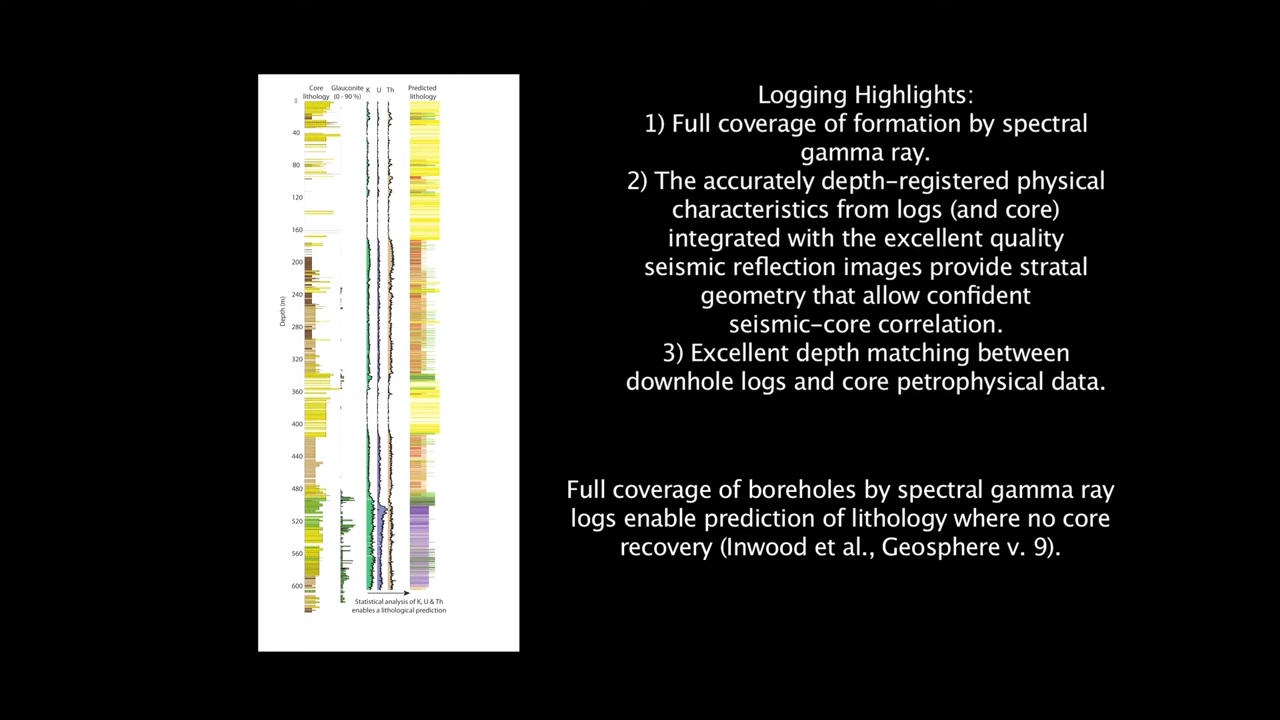 Core
lithology
Glauconite
(0 - 90 %)
K U Th
Predicted
lithology
0
40
80
120
160
200
240
280
320
360
400
440
480
520
560
600
Depth (m)
Statistical analysis of K, U & Th
enables a lithological prediction
Logging Highlights:
1) Full coverage of formation by spectral
gamma ray.
2) The accurately depth-registered physical
characteristics from logs (and core)
integrated with the excellent quality
seismic reflection images provide stratal
geometry that allow confident
seismic-core correlation.
3) Excellent depth matching between
downhole logs and core petrophysical data.
Full coverage of boreholes by spectral gamma ray
logs enable prediction of lithology where no core
recovery (Inwood et al., Geosphere v. 9).